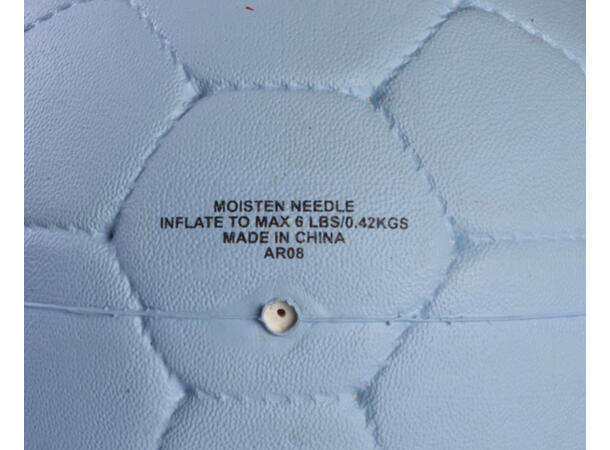 MOISTEN NEEDLE
INFLATE TO MAX 6 LBS/0.42KGS
MADE IN CHINA
AR08